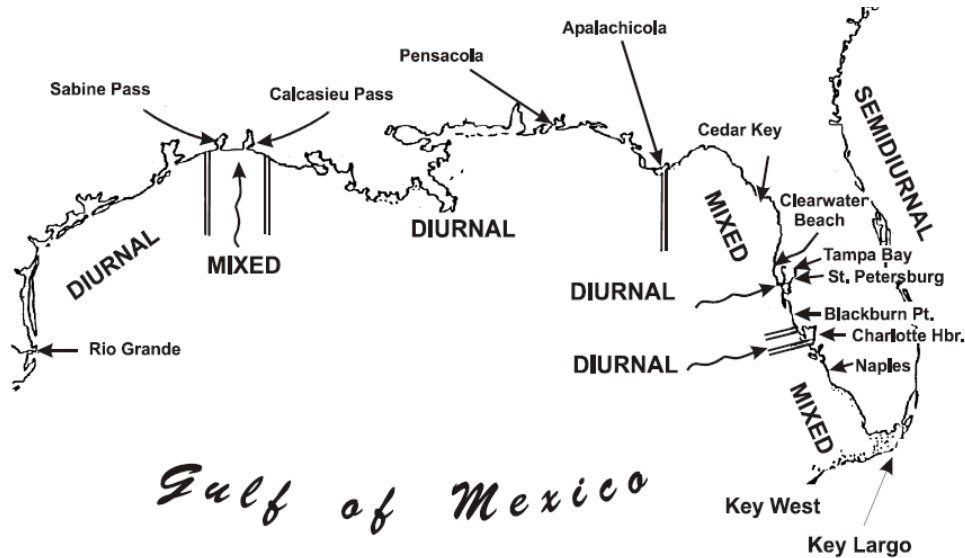 Apalachicola
Pensacola
Sabine Pass
Calcasieu Pass
SEMIDIURNAL
Cedar Key
MIXED
Clearwater
Beach
DIURNAL
DIURNAL
MIXED
Tampa Bay
St. Petersburg
DIURNAL
Blackburn Pt.
Charlotte Hbr.
Rio Grande
DIURNAL
Naples
MIXED
Gulf of Mexico
Key West
Key Largo